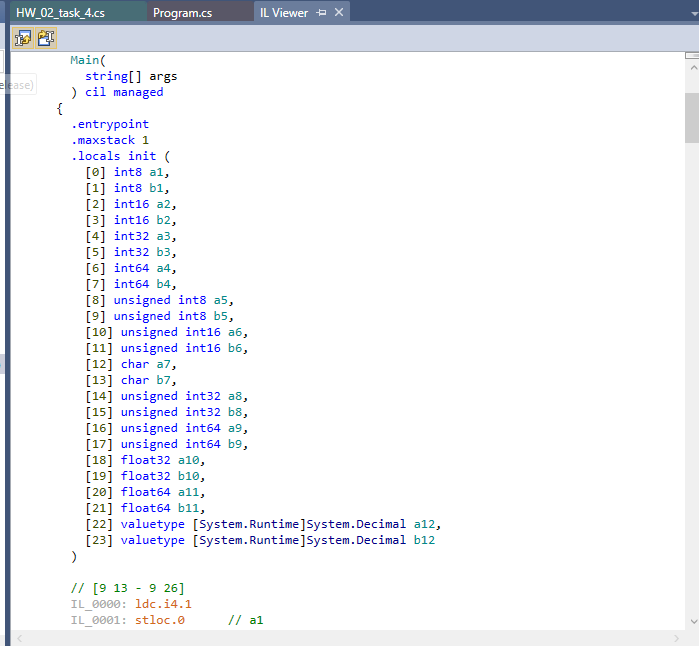 HW_02_task_4.cs Program.cs IL Viewer
Main(
string[] args
) cil managed
{
.entrypoint
.maxstack 1
.locals init (
[0] int8 a1,
[1] int8 b1,
[2] int16 a2,
[3] int16 b2,
[4] int32 a3,
[5] int32 b3,
[6] int64 a4,
[7] int64 b4,
[8] unsigned int8 a5,
[9] unsigned int8 b5,
[10] unsigned int16 a6,
[11] unsigned int16 b6,
[12] char a7,
[13] char b7,
[14] unsigned int32 a8,
[15] unsigned int32 b8,
[16] unsigned int64 a9,
[17] unsigned int64 b9,
[18] float32 a10,
[19] float32 b10,
[20] float64 a11,
[21] float64 b11,
[22] valuetype [System.Runtime]System.Decimal a12,
[23] valuetype [System.Runtime]System.Decimal b12
)
// [9 13 - 9 26]
IL_0000: ldc.i4.1
IL_0001: stloc.0 // a1